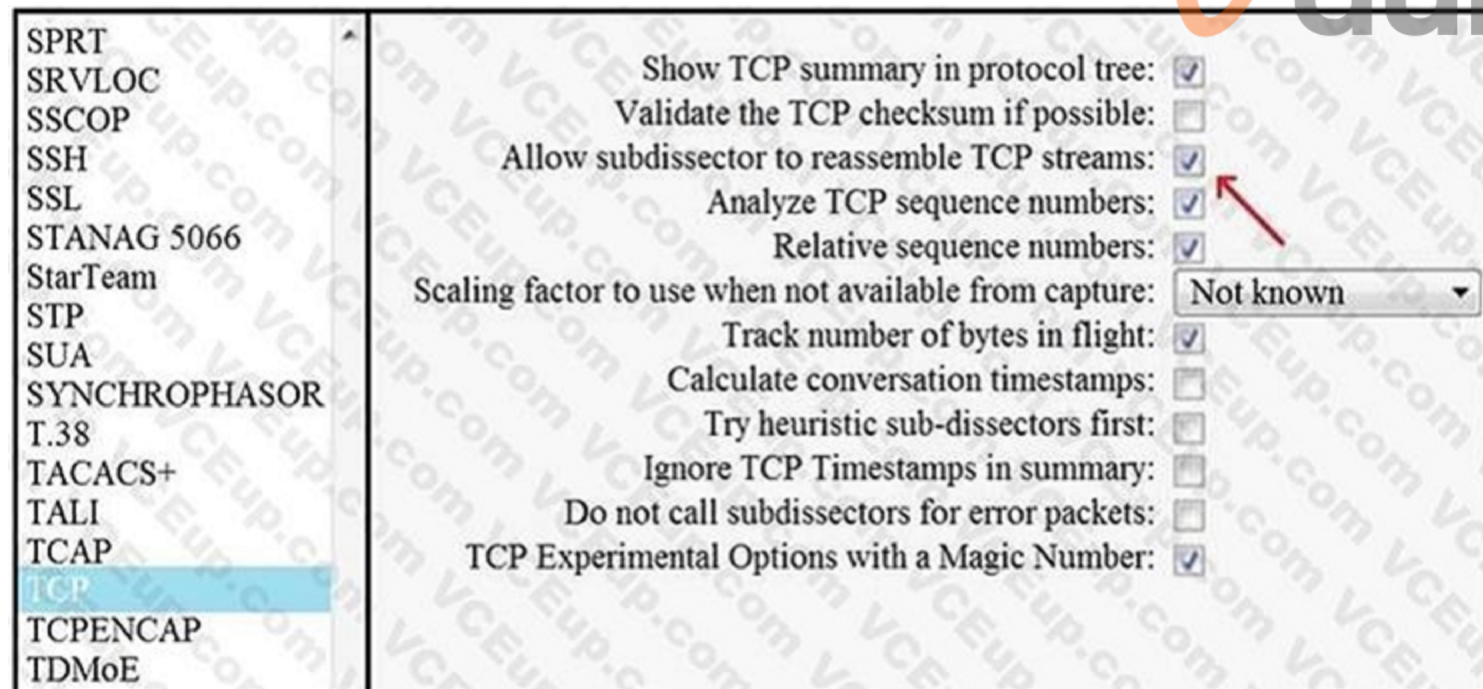 SPRT
SRVLOC
SSCOP
SSH
SSL
STANAG 5066
StarTeam
STP
SUA
SYNCHROPHASOR
T.38
TACACS+
TALI
TCAP
TCP
TCPENCAP
TDMoE
Show TCP summary in protocol tree:
Validate the TCP checksum if possible:
Allow subdissector to reassemble TCP streams:
Analyze TCP sequence numbers:
Relative sequence numbers:
Scaling factor to use when not available from capture: Not known
Track number of bytes in flight:
Calculate conversation timestamps:
Try heuristic sub-dissectors first:
Ignore TCP Timestamps in summary:
Do not call subdissectors for error packets:
TCP Experimental Options with a Magic Number:
VCEup.com